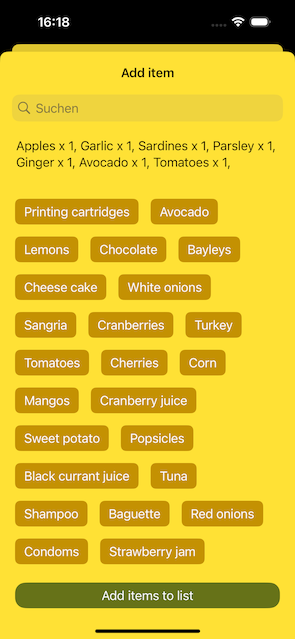 16:18
Add item
Suchen
Apples x 1, Garlic x 1, Sardines x 1, Parsley x 1,
Ginger x 1, Avocado x 1, Tomatoes x 1,
Printing cartridges Avocado
Lemons Chocolate Bayleys
Cheese cake White onions
Sangria Cranberries Turkey
Tomatoes Cherries Corn
Mangos Cranberry juice
Sweet potato Popsicles
Black currant juice Tuna
Shampoo Baguette Red onions
Condoms Strawberry jam
Add items to list